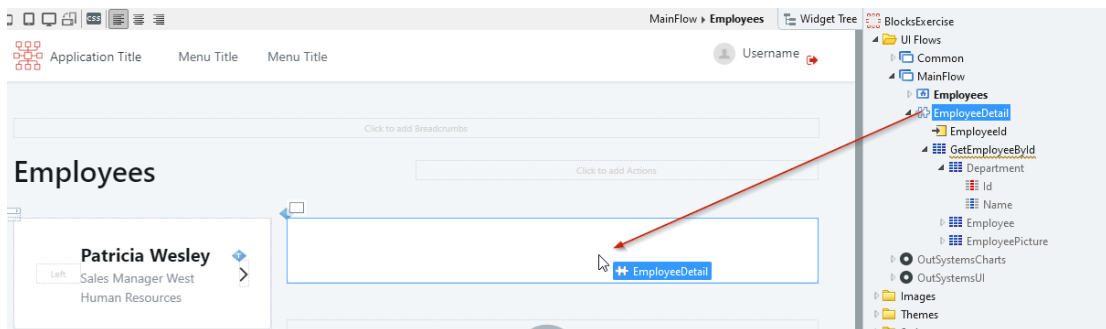 css
MainFlow ▸ Employees
Widget Tree
Application Title
Menu Title
Menu Title
Username
Click to add Breadcrumbs
Employees
Click to add Actions
Patricia Wesley
Left
Sales Manager West
Human Resources
EmployeeDetail
BlocksExercise
UI Flows
Common
MainFlow
Employees
EmployeeDetail
EmployeeId
GetEmployeeById
Department
Id
Name
Employee
EmployeePicture
OutSystemsCharts
OutSystemsUI
Images
Themes